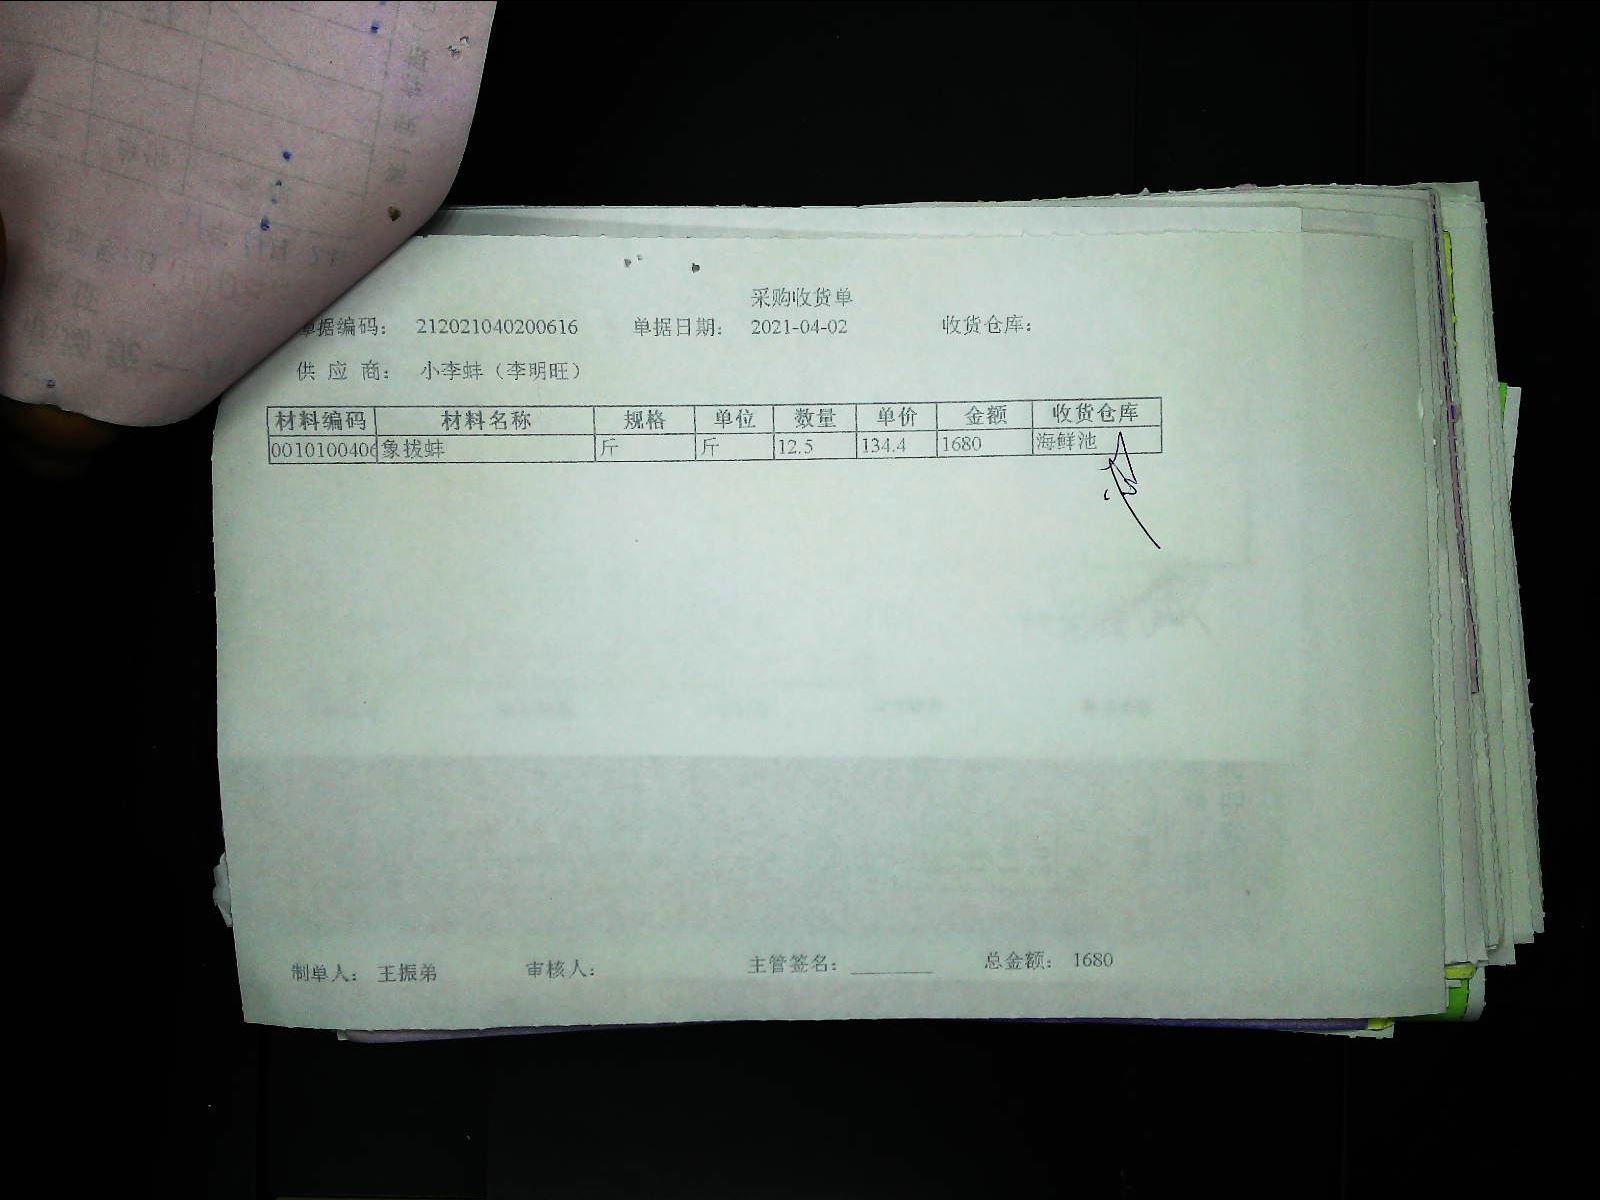 采购收货单
单据编码： 212021040200616 单据日期： 2021-04-02 收货仓库：
供 应 商： 小李蚌（李明旺）
材料编码 材料名称 规格 单位 数量 单价 金额 收货仓库
0010100406 象拔蚌 斤 斤 12.5 134.4 1680 海鲜池
制单人： 王振弟 审核人： 主管签名： 总金额： 1680